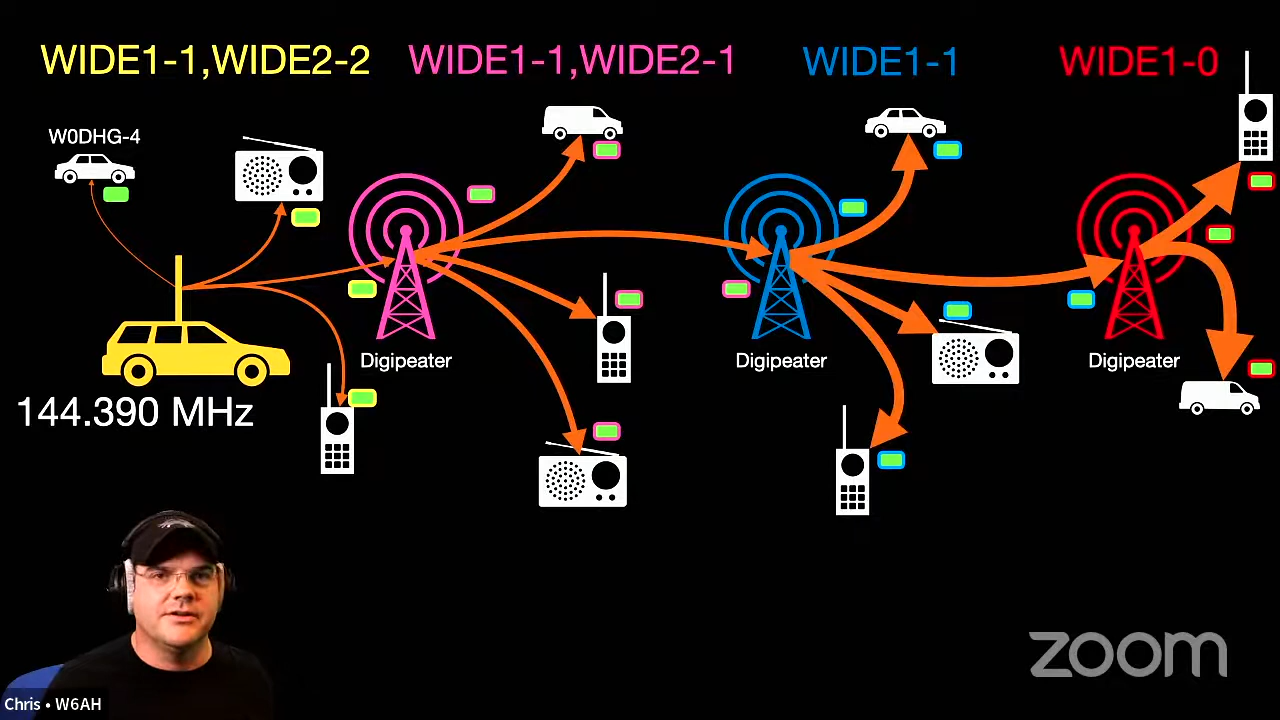 WIDE1-1,WIDE2-2
WIDE1-1,WIDE2-1
WIDE1-1
WIDE1-0
W0DHG-4
Digipeater
Digipeater
Digipeater
144.390 MHz
Chris • W6AH
zoom